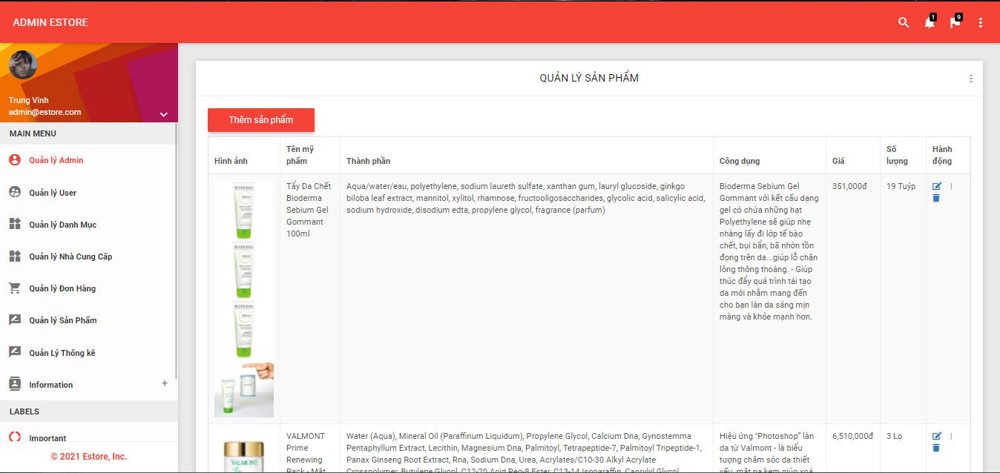 ADMIN ESTORE
1
9
Trung Vinh
admin@estore.com
MAIN MENU
Quản lý Admin
Quản lý User
Quản lý Danh Mục
Quản lý Nhà Cung Cấp
Quản lý Đơn Hàng
Quản lý Sản Phẩm
Quản Lý Thống kê
Information
+
LABELS
Important
© 2021 Estore, Inc.
QUẢN LÝ SẢN PHẨM
Thêm sản phẩm
Hình ảnh
Tên mỹ
phẩm
Thành phần
Công dụng
Giá
Số
lượng
Hành
động
BIODERMA
BIODERMA
BIODERMA
Tẩy Da Chết
Bioderma
Sebium Gel
Gommant
100ml
Aqua/water/eau, polyethylene, sodium laureth sulfate, xanthan gum, lauryl glucoside, ginkgo
biloba leaf extract, mannitol, xylitol, rhamnose, fructooligosaccharides, glycolic acid, salicylic acid,
sodium hydroxide, disodium edta, propylene glycol, fragrance (parfum)
Bioderma Sebium Gel
Gommant với kết cấu dạng
gel có chứa những hạt
Polyethylene sẽ giúp nhẹ
nhàng lấy đi lớp tế bào
chết, bụi bẩn, bã nhờn tồn
đọng trên da...giúp lỗ chân
lông thông thoáng. - Giúp
thúc đẩy quá trình tái tạo
da mới nhằm mang đến
cho bạn làn da sáng mịn
màng và khỏe mạnh hơn.
351,000đ
19 Tuýp
|
VALMONT
VALMONT
Prime
Renewing
Pack - Mặt
Water (Aqua), Mineral Oil (Paraffinum Liquidum), Propylene Glycol, Calcium Dna, Gynostemma
Pentaphyllum Extract, Lecithin, Magnesium Dna, Palmitoyl, Tetrapeptide-7, Palmitoyl Tripeptide-1,
Panax Ginseng Root Extract, Rna, Sodium Dna, Urea, Acrylates/C10-30 Alkyl Acrylate
Crosspolymer, Butylene Glycol, C12-20 Acid Peg-8 Ester, C13-14 Isoparaffin, Caprylyl Glycol,
Hiệu ứng “Photoshop” làn
da từ Valmont - là biểu
tượng chăm sóc da thiết
yếu, mặt nạ kem giúp xoá
6,510,000đ
3 Lọ
|